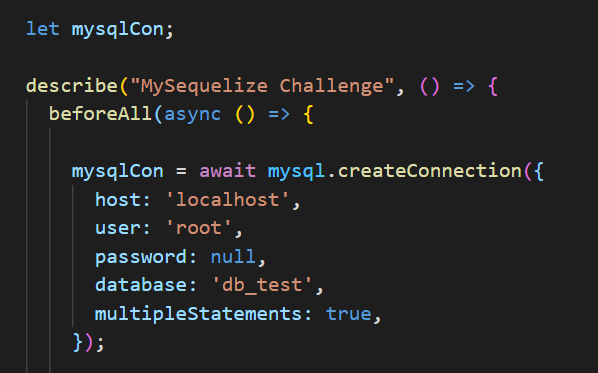 let mysqlCon;
describe("MySequelize Challenge", () => {
beforeAll(async () => {
mysqlCon = await mysql.createConnection({
host: 'localhost',
user: 'root',
password: null,
database: 'db_test',
multipleStatements: true,
});